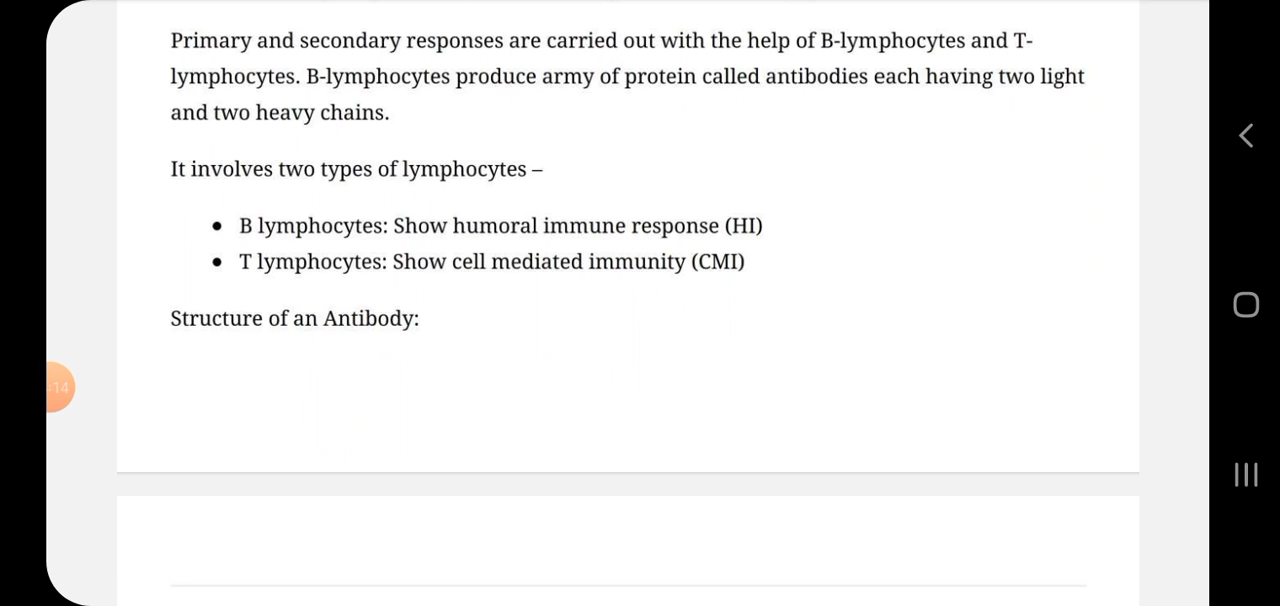 Primary and secondary responses are carried out with the help of B-lymphocytes and T-
lymphocytes. B-lymphocytes produce army of protein called antibodies each having two light
and two heavy chains.
It involves two types of lymphocytes –
• B lymphocytes: Show humoral immune response (HI)
• T lymphocytes: Show cell mediated immunity (CMI)
Structure of an Antibody:
:14